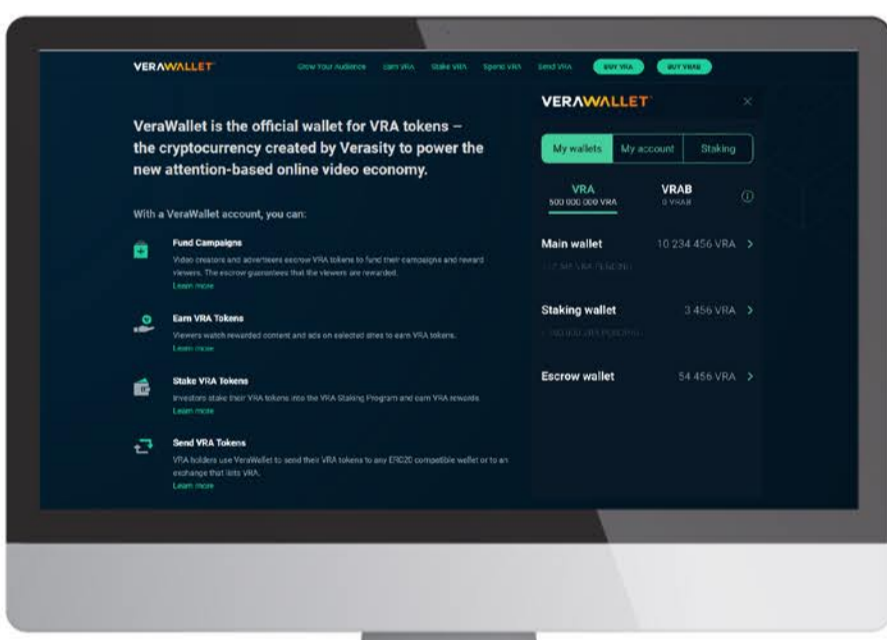 VERAWALLET
Grow Your Audience Earn VRA Stake VRA Spend VRA Send VRA BUY VRA BUY VRAB
VeraWallet is the official wallet for VRA tokens –
the cryptocurrency created by Verasity to power the
new attention-based online video economy.
With a VeraWallet account, you can:
Fund Campaigns
Video creators and advertisers escrow VRA tokens to fund their campaigns and reward
viewers. The escrow guarantees that the viewers are rewarded.
Learn more
Earn VRA Tokens
Viewers watch rewarded content and ads on selected sites to earn VRA tokens.
Learn more
Stake VRA Tokens
Investors stake their VRA tokens into the VRA Staking Program and earn VRA rewards
Learn more
Send VRA Tokens
VRA holders use VeraWallet to send their VRA tokens to any ERC20 compatible wallet or to an
exchange that lists VRA.
Learn more
VERAWALLET
My wallets My account Staking
VRA VRAB
500 000 000 VRA 0 VRAB
Main wallet 10 234 456 VRA
VRA PENDING
Staking wallet 3 456 VRA
VRA PENDING
Escrow wallet 54 456 VRA